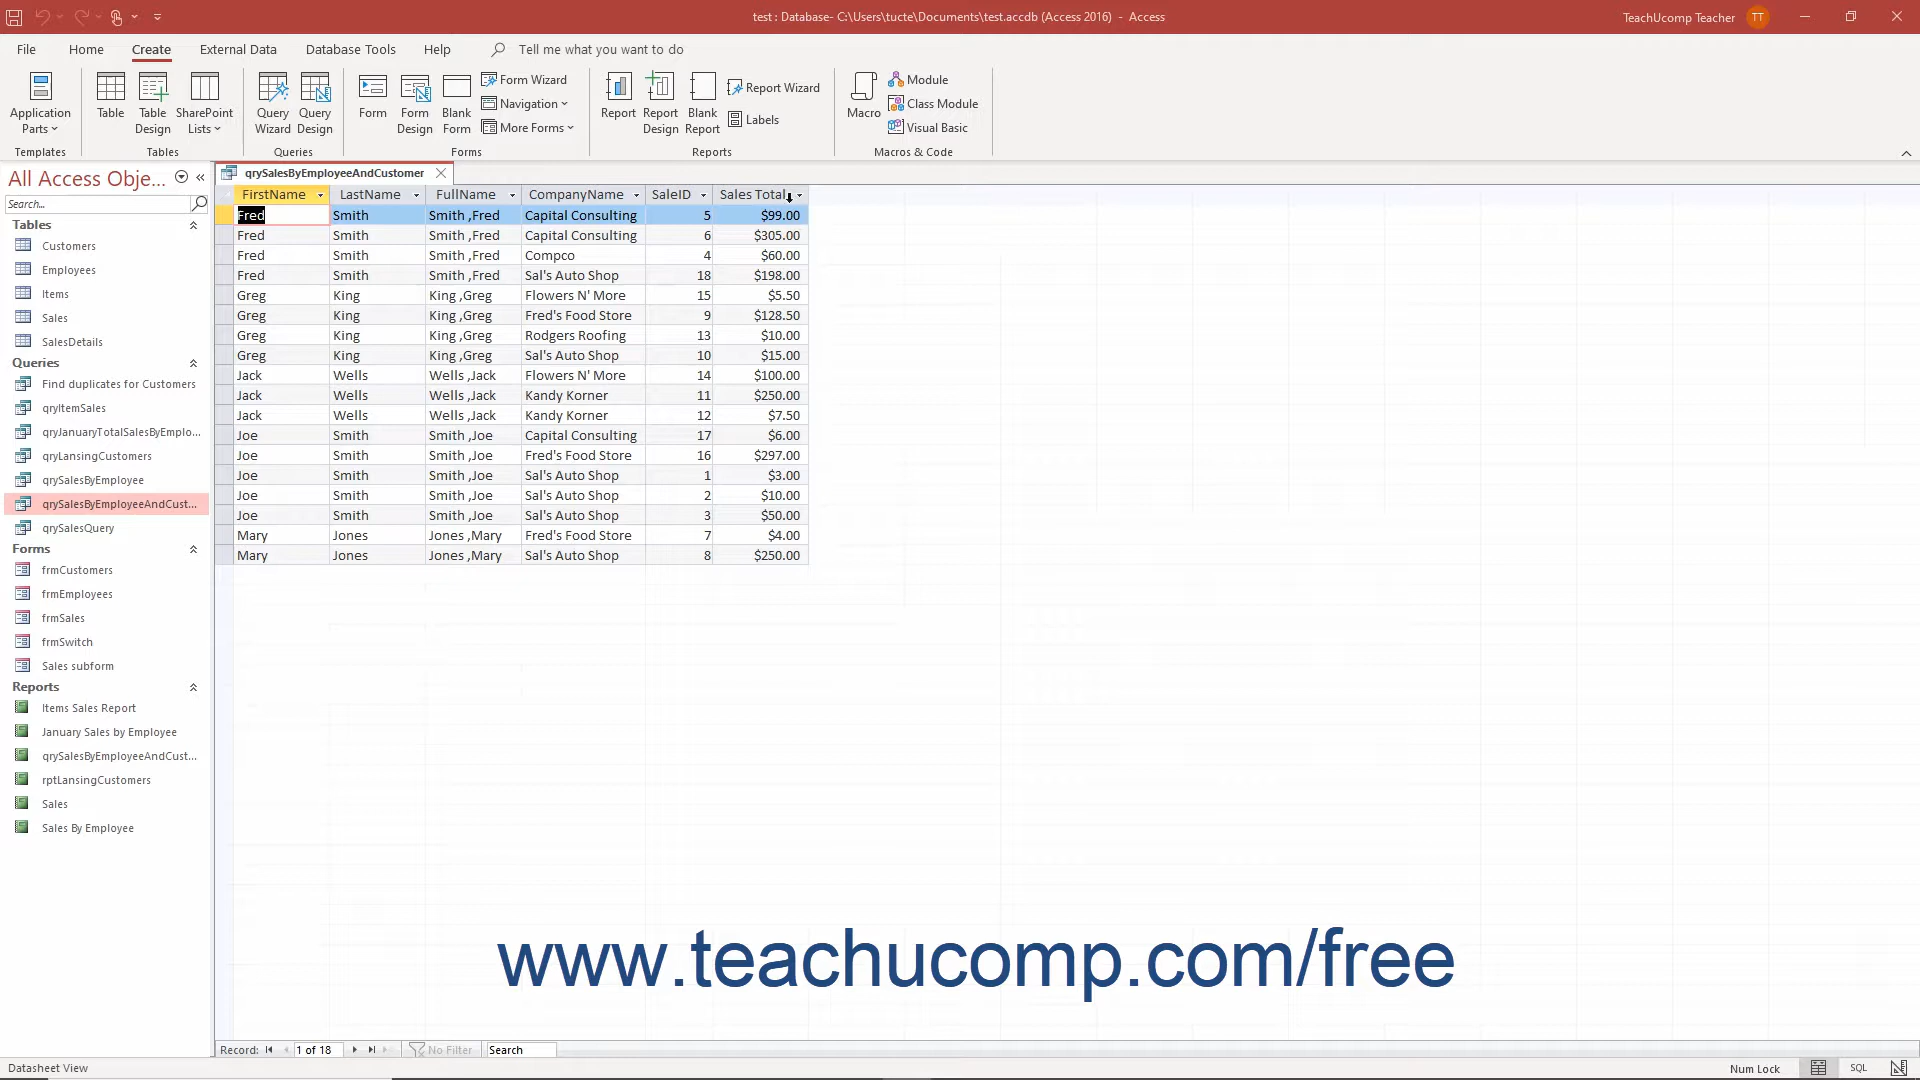 test : Database- C:\Users\tucte\Documents\test.accdb (Access 2016) - Access
TeachUcomp Teacher TT
File Home Create External Data Database Tools Help Tell me what you want to do
Application Parts
Table
Table Design
SharePoint Lists
Query Wizard
Query Design
Form
Form Design
Blank Form
Form Wizard
Navigation
More Forms
Report
Report Design
Blank Report
Report Wizard
Labels
Macro
Module
Class Module
Visual Basic
Templates Tables Queries Forms Reports Macros & Code
All Access Obje...
Search...
Tables
Customers
Employees
Items
Sales
SalesDetails
Queries
Find duplicates for Customers
qryItemSales
qryJanuaryTotalSalesByEmplo...
qryLansingCustomers
qrySalesByEmployee
qrySalesByEmployeeAndCust...
qrySalesQuery
Forms
frmCustomers
frmEmployees
frmSales
frmSwitch
Sales subform
Reports
Items Sales Report
January Sales by Employee
qrySalesByEmployeeAndCust...
rptLansingCustomers
Sales
Sales By Employee
qrySalesByEmployeeAndCustomer
FirstName LastName FullName CompanyName SaleID Sales Total
Fred Smith Smith ,Fred Capital Consulting 5 $99.00
Fred Smith Smith ,Fred Capital Consulting 6 $305.00
Fred Smith Smith ,Fred Compco 4 $60.00
Fred Smith Smith ,Fred Sal's Auto Shop 18 $198.00
Greg King King ,Greg Flowers N' More 15 $5.50
Greg King King ,Greg Fred's Food Store 9 $128.50
Greg King King ,Greg Rodgers Roofing 13 $10.00
Greg King King ,Greg Sal's Auto Shop 10 $15.00
Jack Wells Wells ,Jack Flowers N' More 14 $100.00
Jack Wells Wells ,Jack Kandy Korner 11 $250.00
Jack Wells Wells ,Jack Kandy Korner 12 $7.50
Joe Smith Smith ,Joe Capital Consulting 17 $6.00
Joe Smith Smith ,Joe Fred's Food Store 16 $297.00
Joe Smith Smith ,Joe Sal's Auto Shop 1 $3.00
Joe Smith Smith ,Joe Sal's Auto Shop 2 $10.00
Joe Smith Smith ,Joe Sal's Auto Shop 3 $50.00
Mary Jones Jones ,Mary Fred's Food Store 7 $4.00
Mary Jones Jones ,Mary Sal's Auto Shop 8 $250.00
www.teachucomp.com/free
Record: 1 of 18 No Filter Search
Datasheet View Num Lock SQL